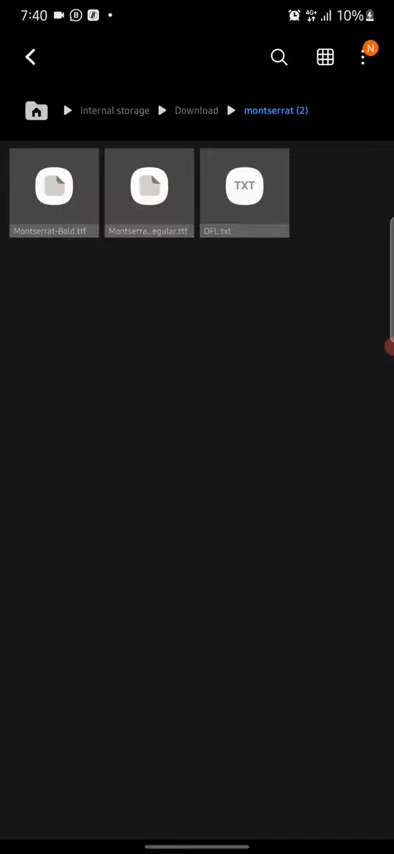 7:40 10%
N
Internal storage Download montserrat (2)
TXT
Montserrat-Bold.ttf Montserra...egular.ttf OFL.txt